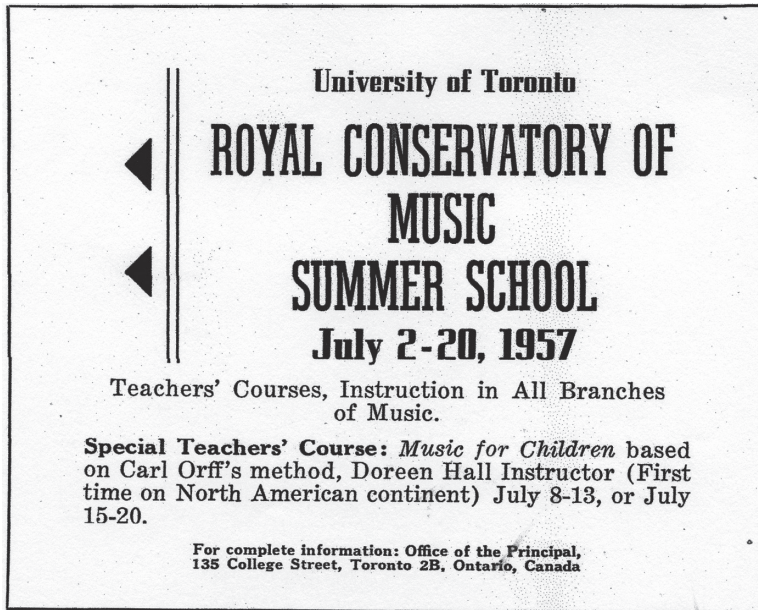 University of Toronto
ROYAL CONSERVATORY OF
MUSIC
SUMMER SCHOOL
July 2-20, 1957
Teachers' Courses, Instruction in All Branches
of Music.
Special Teachers' Course: Music for Children based
on Carl Orff's method, Doreen Hall Instructor (First
time on North American continent) July 8-13, or July
15-20.
For complete information: Office of the Principal,
135 College Street, Toronto 2B, Ontario, Canada